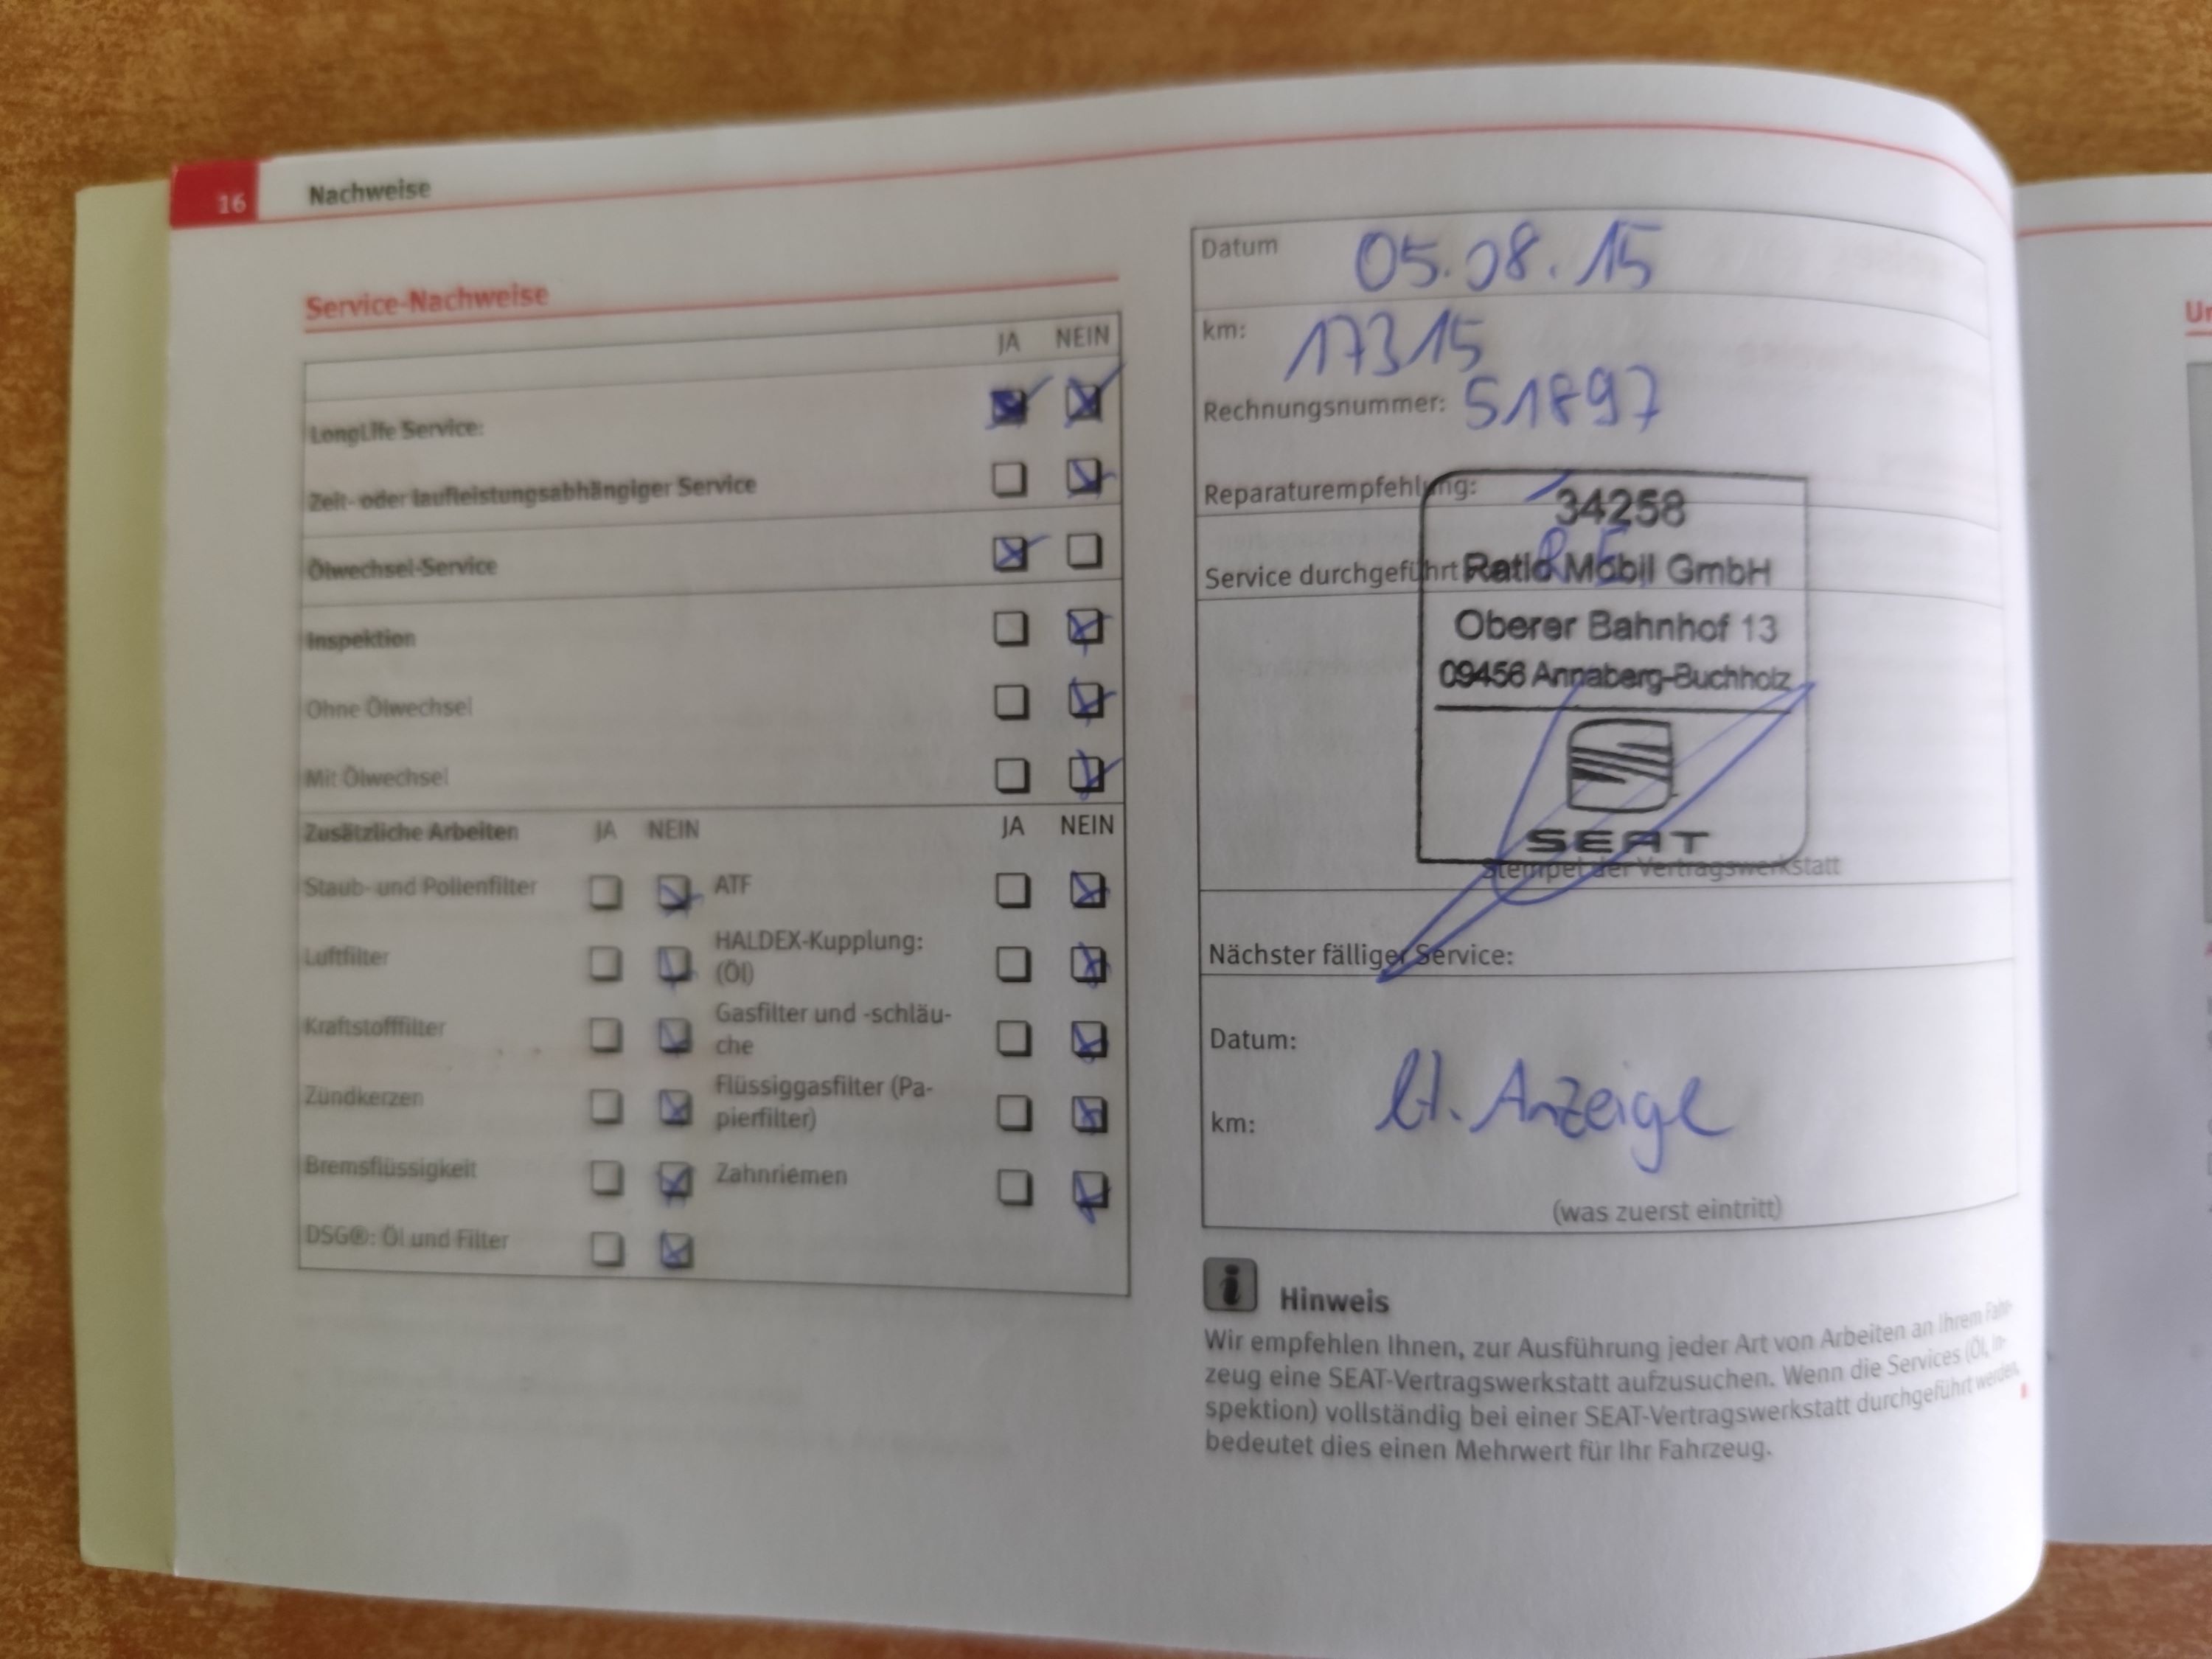 16 Nachweise
Service-Nachweise
JA NEIN
LongLife Service:
Zeit- oder laufleistungsabhängiger Service
Ölwechsel-Service
Inspektion
Ohne Ölwechsel
Mit Ölwechsel
Zusätzliche Arbeiten JA NEIN JA NEIN
Staub- und Pollenfilter ATF
Luftfilter HALDEX-Kupplung:
(Öl)
Kraftstofffilter Gasfilter und -schläu-
che
Zündkerzen Flüssiggasfilter (Pa-
pierfilter)
Bremsflüssigkeit Zahnriemen
DSG®: Öl und Filter
Datum 05.08.15
km: 17315
Rechnungsnummer: 51897
Reparaturempfehlung:
34258
Service durchgeführt
Ratio Mobil GmbH
Oberer Bahnhof 13
09456 Annaberg-Buchholz
SEAT
Stempel der Vertragswerkstatt
Nächster fälliger Service:
Datum:
lt. Anzeige
km:
(was zuerst eintritt)
Hinweis
Wir empfehlen Ihnen, zur Ausführung jeder Art von Arbeiten an Ihrem Fahr-
zeug eine SEAT-Vertragswerkstatt aufzusuchen. Wenn die Services (Öl, In-
spektion) vollständig bei einer SEAT-Vertragswerkstatt durchgeführt werden,
bedeutet dies einen Mehrwert für Ihr Fahrzeug.